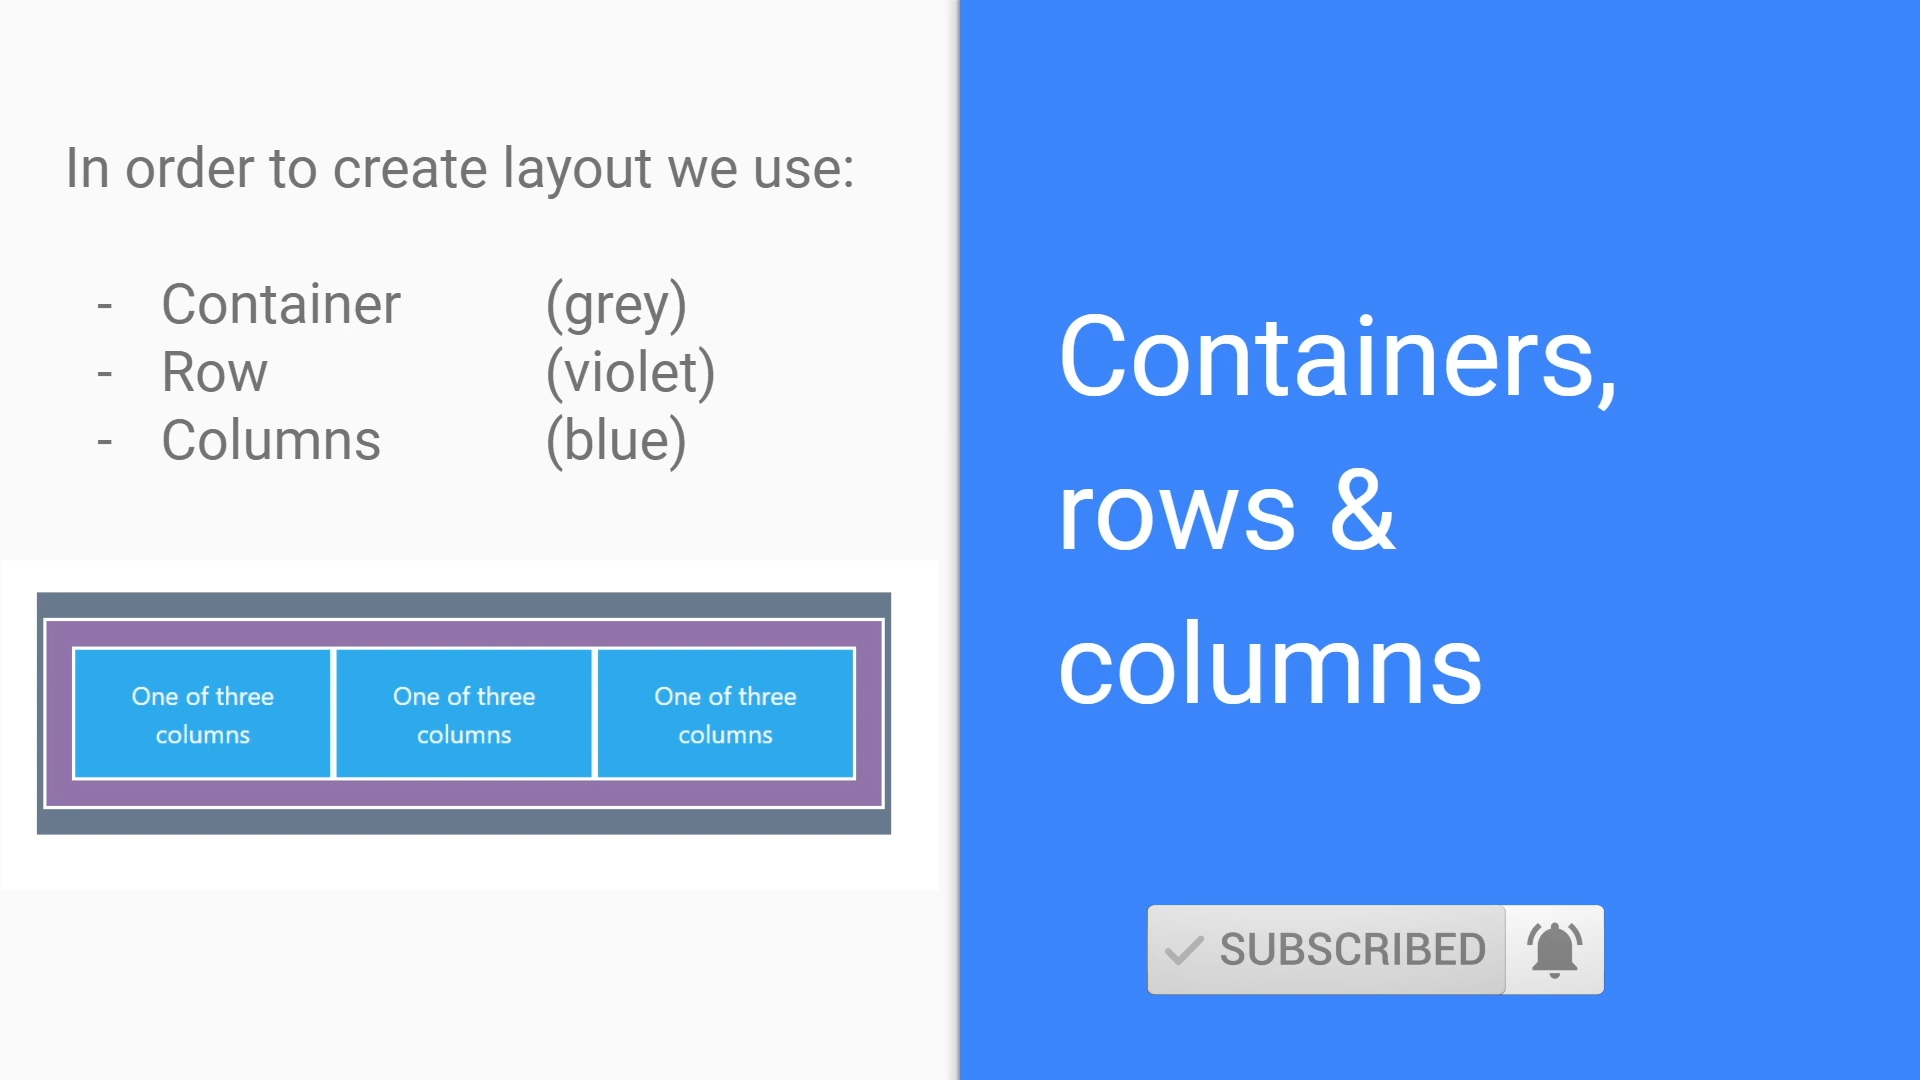 In order to create layout we use:
- Container (grey)
- Row (violet)
- Columns (blue)
One of three
columns
One of three
columns
One of three
columns
Containers,
rows &
columns
SUBSCRIBED